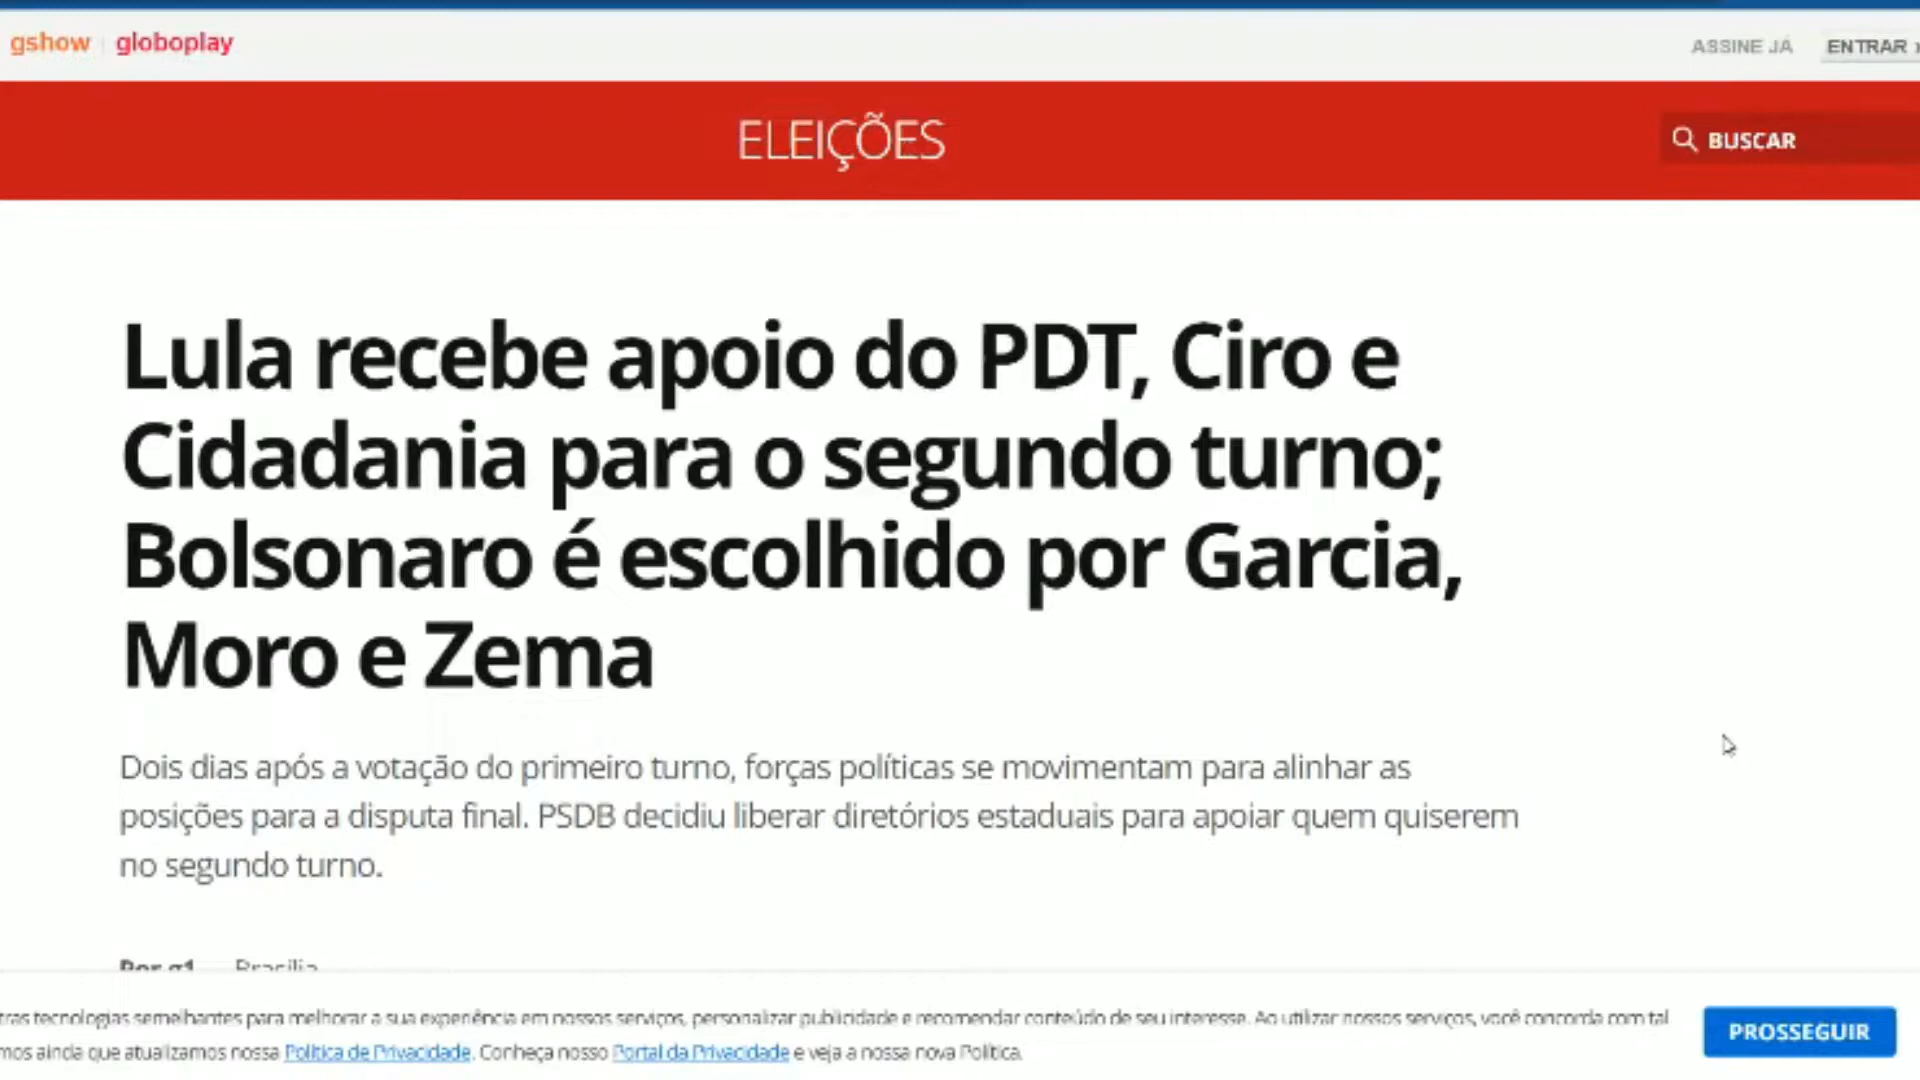 gshow globoplay ASSINE JÁ ENTRAR ›
ELEIÇÕES BUSCAR
Lula recebe apoio do PDT, Ciro e
Cidadania para o segundo turno;
Bolsonaro é escolhido por Garcia,
Moro e Zema
Dois dias após a votação do primeiro turno, forças políticas se movimentam para alinhar as
posições para a disputa final. PSDB decidiu liberar diretórios estaduais para apoiar quem quiserem
no segundo turno.
Por g1 — Brasília
tras tecnologias semelhantes para melhorar a sua experiência em nossos serviços, personalizar publicidade e recomendar conteúdo de seu interesse. Ao utilizar nossos serviços, você concorda com tal
mos ainda que atualizamos nossa Política de Privacidade. Conheça nosso Portal da Privacidade e veja a nossa nova Política.
PROSSEGUIR